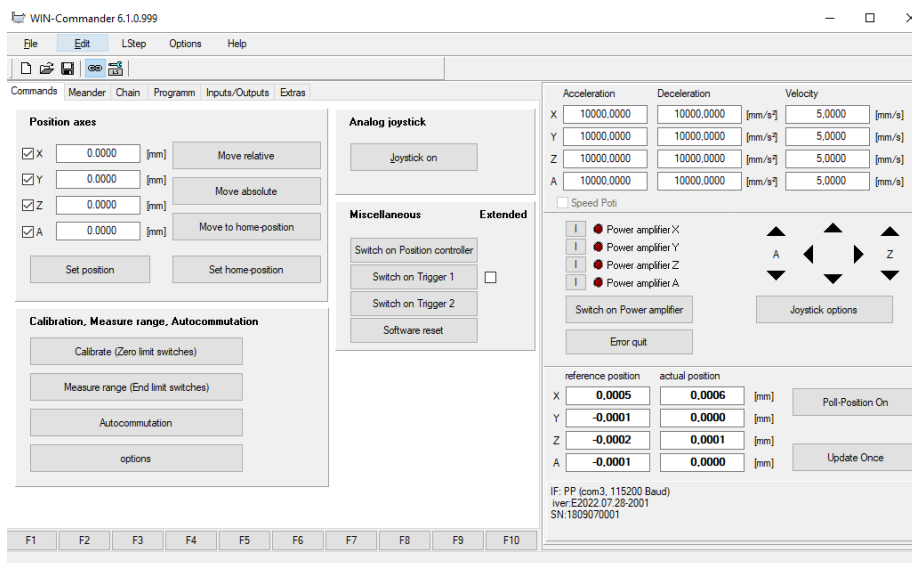 WIN-Commander 6.1.0.999
File Edit LStep Options Help
Commands Meander Chain Programm Inputs/Outputs Extras
Position axes
X 0.0000 [mm] Move relative
Y 0.0000 [mm] Move absolute
Z 0.0000 [mm]
A 0.0000 [mm] Move to home-position
Set position Set home-position
Calibration, Measure range, Autocommutation
Calibrate (Zero limit switches)
Measure range (End limit switches)
Autocommutation
options
Analog joystick
Joystick on
Miscellaneous Extended
Switch on Position controller
Switch on Trigger 1
Switch on Trigger 2
Software reset
Acceleration Deceleration Velocity
X 10000,0000 10000,0000 [mm/s²] 5,0000 [mm/s]
Y 10000,0000 10000,0000 [mm/s²] 5,0000 [mm/s]
Z 10000,0000 10000,0000 [mm/s²] 5,0000 [mm/s]
A 10000,0000 10000,0000 [mm/s²] 5,0000 [mm/s]
Speed Poti
I Power amplifier X
I Power amplifier Y
I Power amplifier Z
I Power amplifier A
A Z
Switch on Power amplifier Joystick options
Error quit
reference position actual position
X 0,0005 0,0006 [mm]
Y -0,0001 0,0000 [mm]
Z -0,0002 0,0001 [mm]
A -0,0001 0,0000 [mm]
Poll-Position On
Update Once
IF: PP (com3, 115200 Baud)
iver:E2022.07.28-2001
SN:1809070001
F1 F2 F3 F4 F5 F6 F7 F8 F9 F10